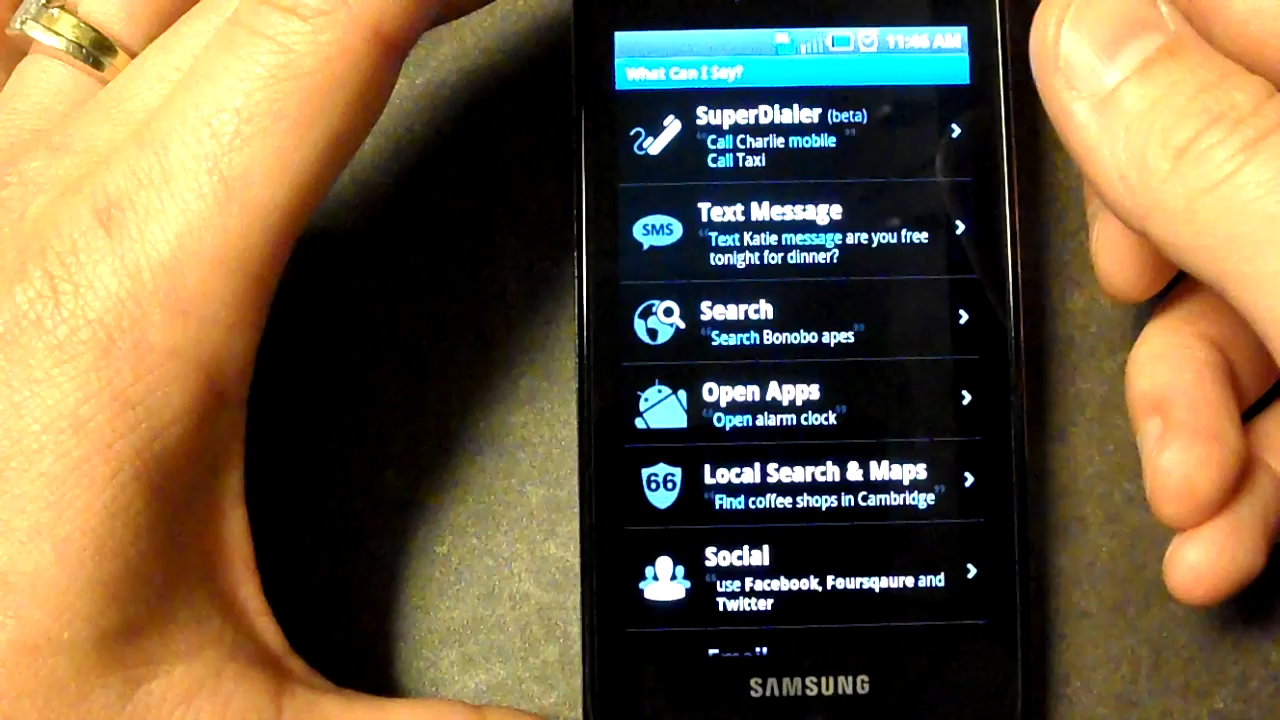 11:46 AM
What Can I Say?
SuperDialer (beta)
"Call Charlie mobile"
Call Taxi
SMS
Text Message
"Text Katie message are you free
tonight for dinner?
Search
"Search Bonobo apes"
Open Apps
"Open alarm clock"
66
Local Search & Maps
"Find coffee shops in Cambridge"
Social
"use Facebook, Foursqaure and
Twitter
Email
SAMSUNG